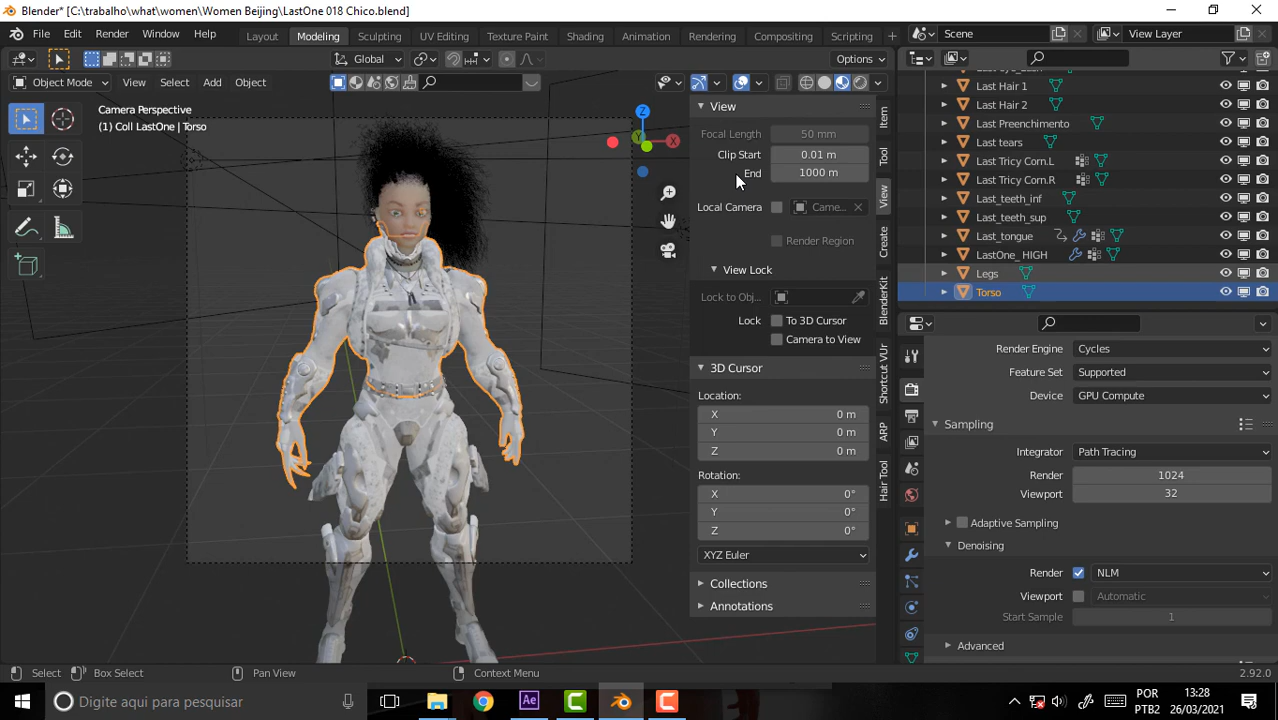 Blender* [C:\trabalho\what\women\Women Beijing\LastOne 018 Chico.blend]
File Edit Render Window Help Layout Modeling Sculpting UV Editing Texture Paint Shading Animation Rendering Compositing Scripting Scene View Layer
Global Options
Object Mode View Select Add Object
Camera Perspective
(1) Coll LastOne | Torso
Z
X
Y
View
Focal Length 50 mm
Clip Start 0.01 m
End 1000 m
Local Camera Came...
Render Region
View Lock
Lock to Obj...
Lock To 3D Cursor
Camera to View
3D Cursor
Location:
X 0 m
Y 0 m
Z 0 m
Rotation:
X 0°
Y 0°
Z 0°
XYZ Euler
Collections
Annotations
Item
Tool
View
Create
BlenderKit
Shortcut VUr
ARP
Hair Tool
Last Hair 1
Last Hair 2
Last Preenchimento
Last tears
Last Tricy Corn.L
Last Tricy Corn.R
Last_teeth_inf
Last_teeth_sup
Last_tongue
LastOne_HIGH
Legs
Torso
Render Engine Cycles
Feature Set Supported
Device GPU Compute
Sampling
Integrator Path Tracing
Render 1024
Viewport 32
Adaptive Sampling
Denoising
Render NLM
Viewport Automatic
Start Sample 1
Advanced
Select Box Select Pan View Context Menu 2.92.0
Digite aqui para pesquisar
POR
PTB2
13:28
26/03/2021